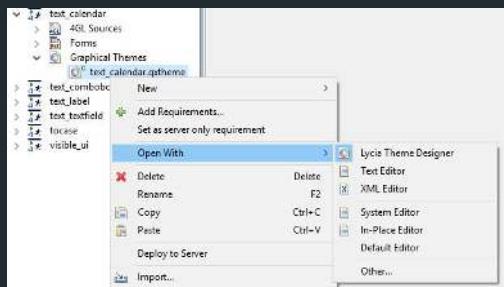 text_calendar
4GL Sources
Forms
Graphical Themes
text_calendar.qxtheme
text_combobo
text_label
text_textfield
tocase
visible_ui
New
Add Requirements...
Set as server only requirement
Open With
Delete Delete
Rename F2
Copy Ctrl+C
Paste Ctrl+V
Deploy to Server
Import...
Lycia Theme Designer
Text Editor
XML Editor
System Editor
In-Place Editor
Default Editor
Other...